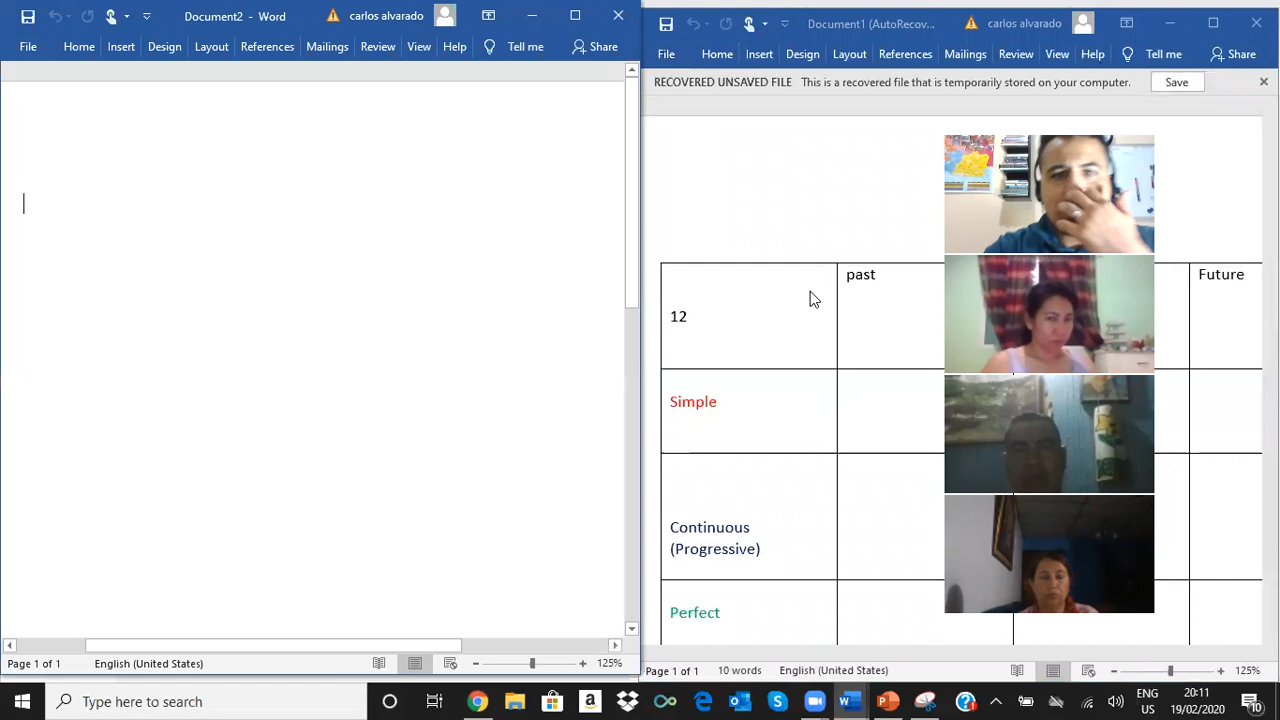 Document2 - Word
carlos alvarado
File Home Insert Design Layout References Mailings Review View Help Tell me Share
Page 1 of 1 English (United States) 125%
Document1 (AutoRecov...
carlos alvarado
File Home Insert Design Layout References Mailings Review View Help Tell me Share
RECOVERED UNSAVED FILE This is a recovered file that is temporarily stored on your computer. Save
12 past Future
Simple
Continuous
(Progressive)
Perfect
Page 1 of 1 10 words English (United States) 125%
Type here to search
ENG 20:11
US 19/02/2020 10